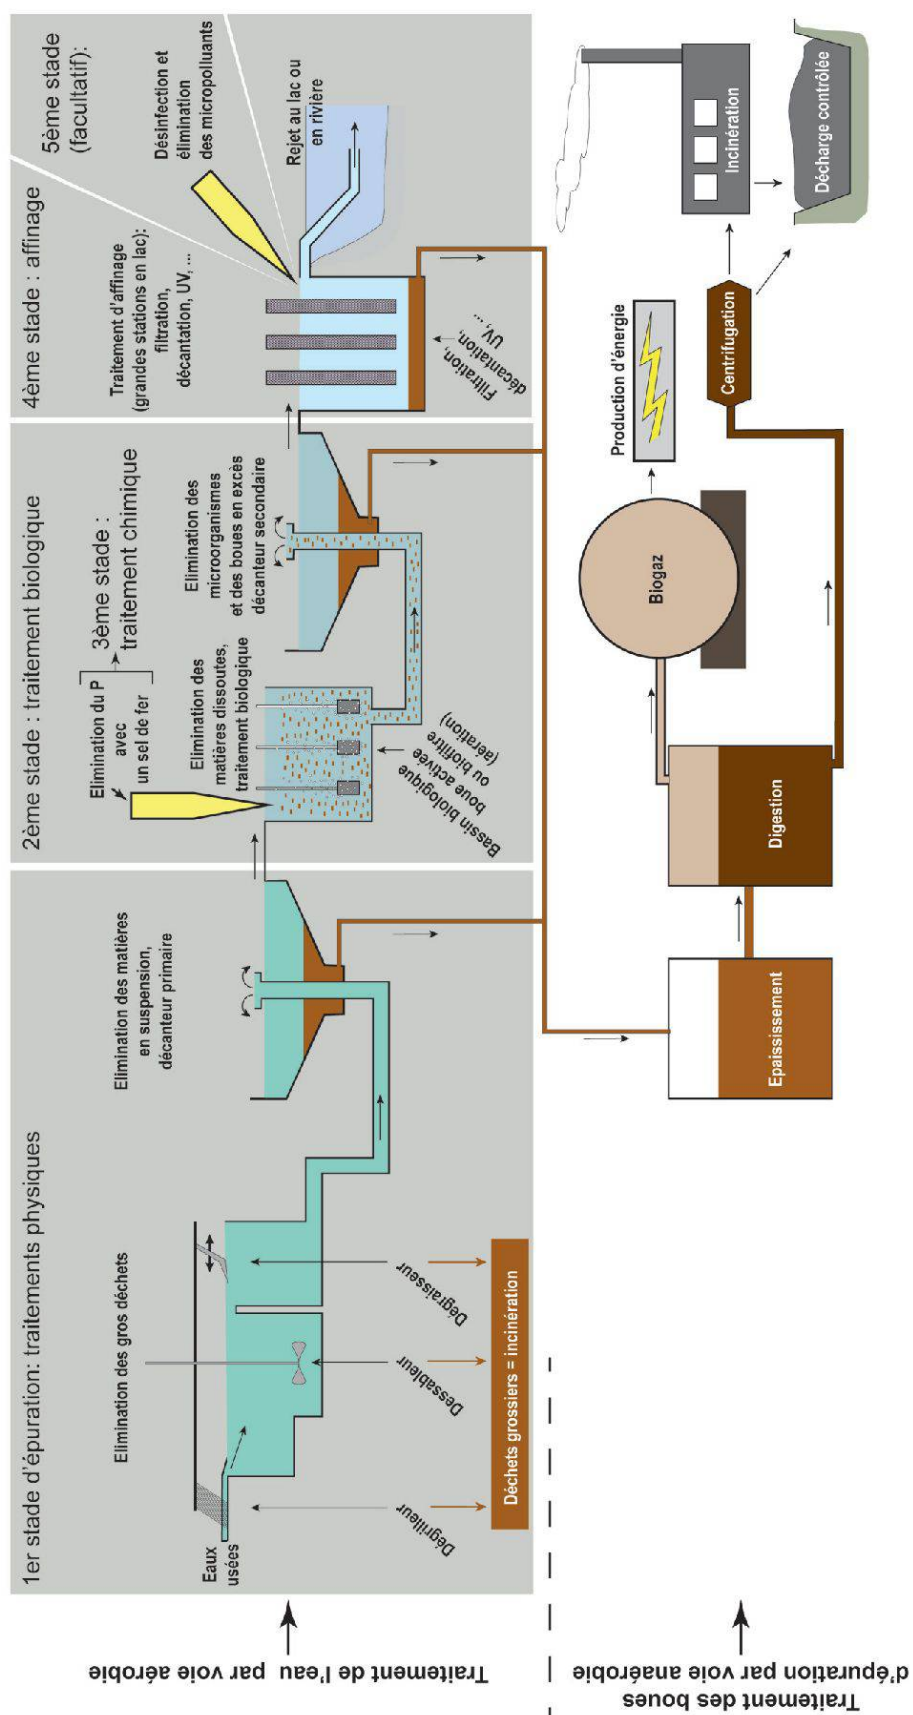 Traitement de l'eau
par voie aérobie
1er stade d'épuration: traitements physiques
Elimination des gros déchets
Eaux
usées
Dégrilleur
Dessableur
Dégraisseur
Déchets grossiers = incinération
Elimination des matières
en suspension,
décanteur primaire
2ème stade : traitement biologique
Elimination du P
avec
un sel de fer
3ème stade :
traitement chimique
Elimination des
matières dissoutes,
traitement biologique
Bassin biologique
boue activée
ou biofiltre
(aération)
Elimination des
microorganismes
et des boues en excès
décanteur secondaire
4ème stade : affinage
Traitement d'affinage
(grandes stations en lac):
filtration,
décantation, UV, ...
Filtration,
décantation,
UV, ...
5ème stade
(facultatif):
Désinfection et
élimination
des micropolluants
Rejet au lac ou
en rivière
Traitement des boues
d'épuration par voie anaérobie
Epaississement
Digestion
Biogaz
Production d'énergie
Centrifugation
Incinération
Décharge contrôlée